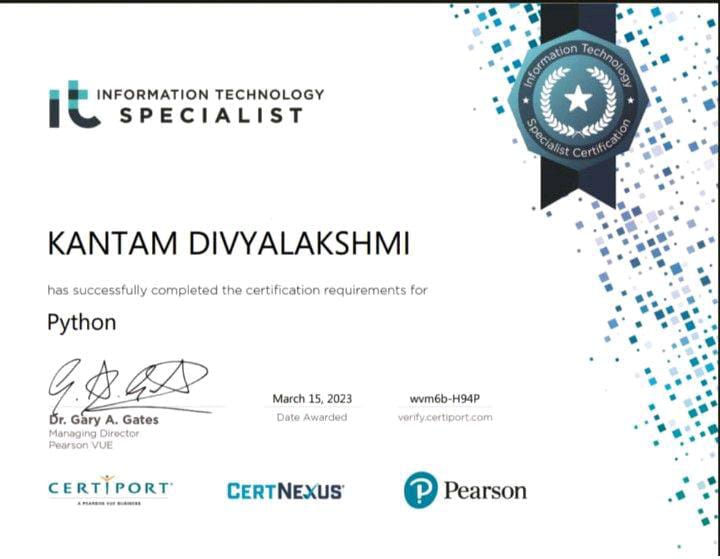 it INFORMATION TECHNOLOGY
SPECIALIST
Information Technology
Specialist Certification
KANTAM DIVYALAKSHMI
has successfully completed the certification requirements for
Python
Dr. Gary A. Gates
Managing Director
Pearson VUE
March 15, 2023
Date Awarded
wvm6b-H94P
verify.certiport.com
CERTIPORT
A PEARSON VUE BUSINESS
CERTNEXUS
P Pearson